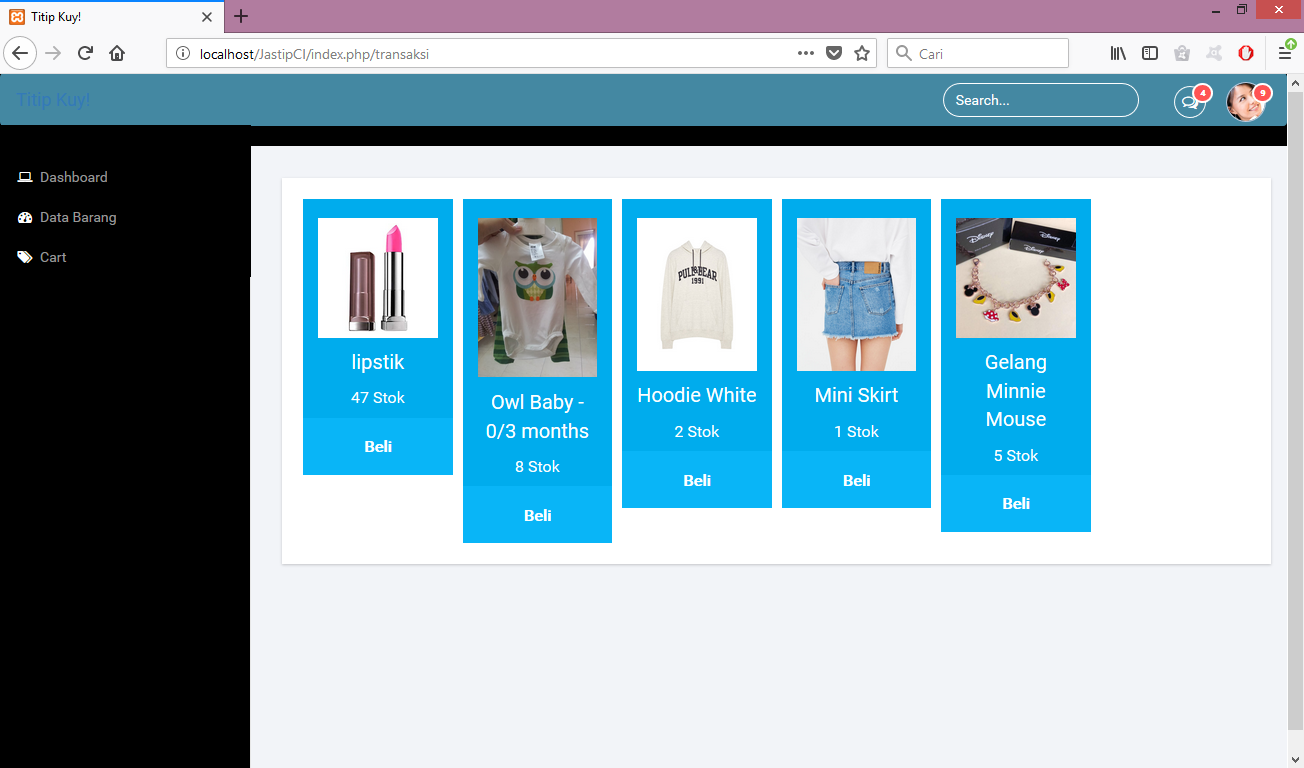 Titip Kuy!
localhost/JastipCI/index.php/transaksi
Cari
Titip Kuy!
Search...
4
9
Dashboard
Data Barang
Cart
lipstik
47 Stok
Beli
Owl Baby -
0/3 months
8 Stok
Beli
PULL&BEAR
1991
Hoodie White
2 Stok
Beli
Mini Skirt
1 Stok
Beli
Disney
Disney
Gelang
Minnie
Mouse
5 Stok
Beli